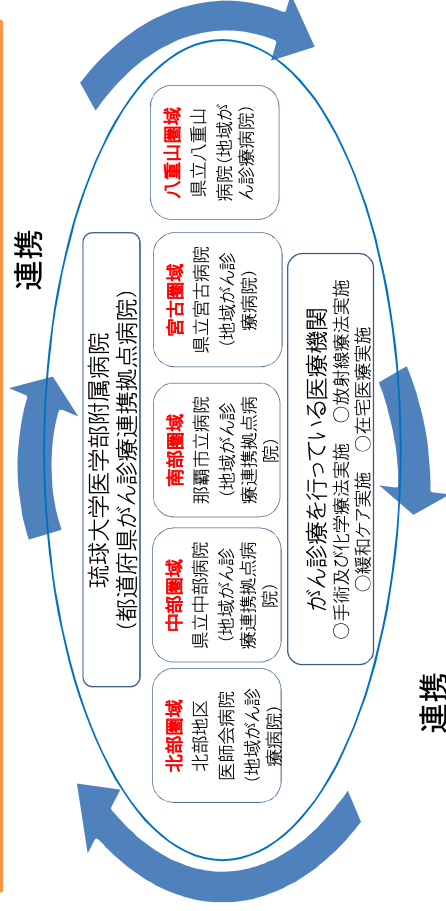 連携
琉球大学医学部附属病院
(都道府県がん診療連携拠点病院)
北部圏域
北部地区
医師会病院
(地域がん診
療病院)
中部圏域
県立中部病院
(地域がん診
療連携拠点病
院)
南部圏域
那覇市立病院
(地域がん診
療連携拠点病
院)
宮古圏域
県立宮古病院
(地域がん診
療病院)
八重山圏域
県立八重山
病院(地域が
ん診療病院)
がん診療を行っている医療機関
○手術及び化学療法実施　○放射線療法実施
○緩和ケア実施　○在宅医療実施
連携